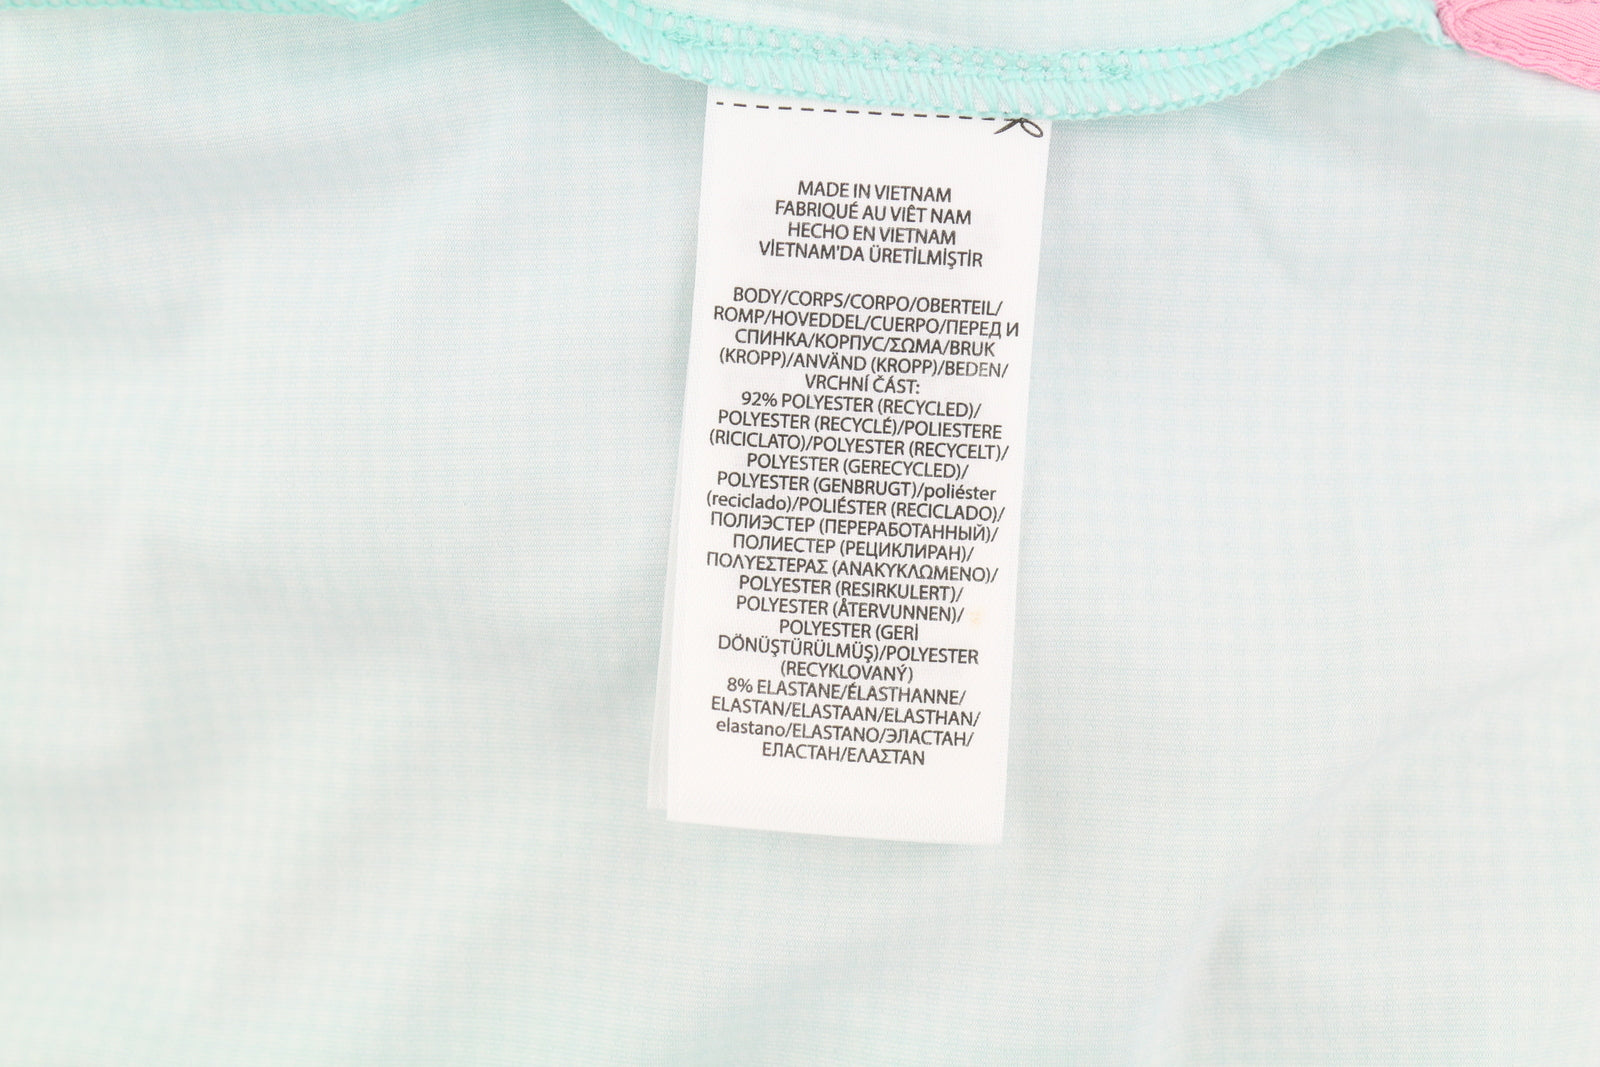 MADE IN VIETNAM
FABRIQUÉ AU VIÊT NAM
HECHO EN VIETNAM
VİETNAM'DA ÜRETİLMİŞTİR
BODY/CORPS/CORPO/OBERTEIL/
ROMP/HOVEDDEL/CUERPO/ПЕРЕД И
СПИНКА/КОРПУС/ΣΩΜΑ/BRUK
(KROPP)/ANVÄND (KROPP)/BEDEN/
VRCHNÍ ČÁST:
92% POLYESTER (RECYCLED)/
POLYESTER (RECYCLÉ)/POLIESTERE
(RICICLATO)/POLYESTER (RECYCELT)/
POLYESTER (GERECYCLED)/
POLYESTER (GENBRUGT)/poliéster
(reciclado)/POLIÉSTER (RECICLADO)/
ПОЛИЭСТЕР (ПЕРЕРАБОТАННЫЙ)/
ПОЛИЕСТЕР (РЕЦИКЛИРАН)/
ΠΟΛΥΕΣΤΕΡΑΣ (ΑΝΑΚΥΚΛΩΜΕΝΟ)/
POLYESTER (RESIRKULERT)/
POLYESTER (ÅTERVUNNEN)/
POLYESTER (GERİ
DÖNÜŞTÜRÜLMÜŞ)/POLYESTER
(RECYKLOVANÝ)
8% ELASTANE/ÉLASTHANNE/
ELASTAN/ELASTAAN/ELASTHAN/
elastano/ELASTANO/ЭЛАСТАН/
ЕЛАСТАН/ΕΛΑΣΤΑΝ